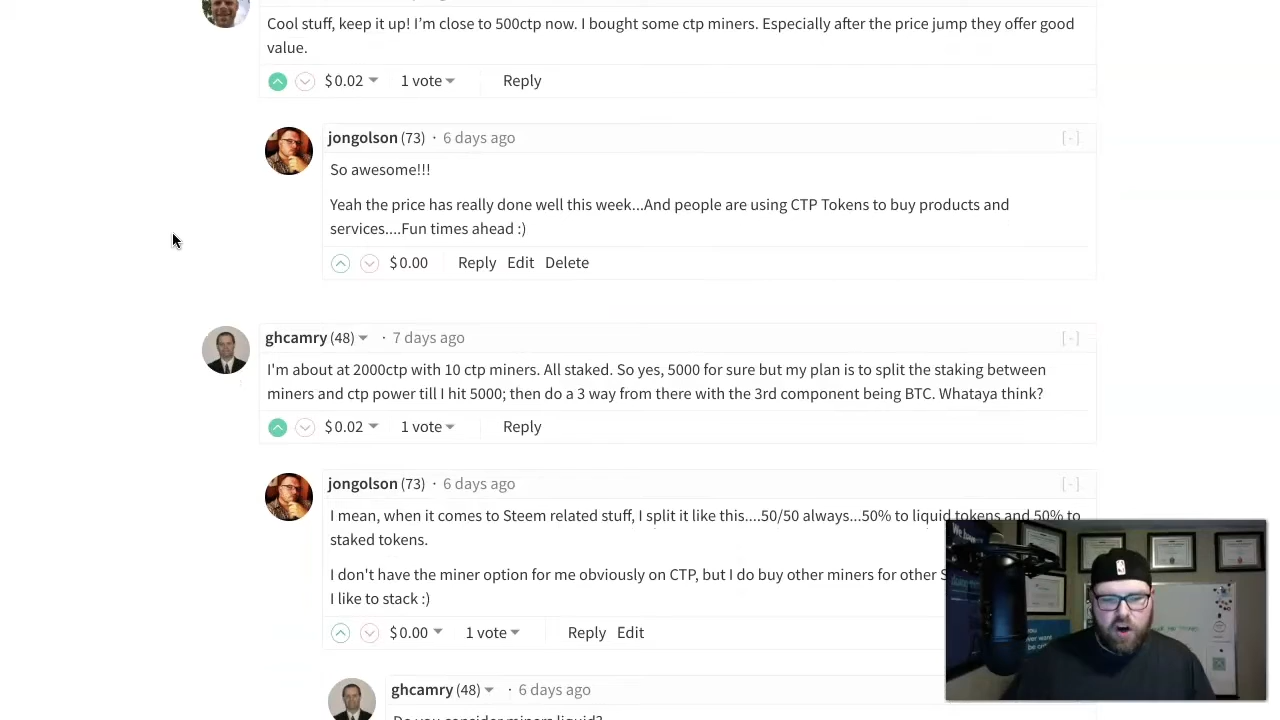 Cool stuff, keep it up! I'm close to 500ctp now. I bought some ctp miners. Especially after the price jump they offer good
value.
$ 0.02 1 vote Reply
jongolson (73) · 6 days ago [-]
So awesome!!!
Yeah the price has really done well this week...And people are using CTP Tokens to buy products and
services....Fun times ahead :)
$ 0.00 Reply Edit Delete
ghcamry (48) · 7 days ago [-]
I'm about at 2000ctp with 10 ctp miners. All staked. So yes, 5000 for sure but my plan is to split the staking between
miners and ctp power till I hit 5000; then do a 3 way from there with the 3rd component being BTC. Whataya think?
$ 0.02 1 vote Reply
jongolson (73) · 6 days ago [-]
I mean, when it comes to Steem related stuff, I split it like this....50/50 always...50% to liquid tokens and 50% to
staked tokens.
I don't have the miner option for me obviously on CTP, but I do buy other miners for other S
I like to stack :)
$ 0.00 1 vote Reply Edit
ghcamry (48) · 6 days ago
Do you consider miners liquid?